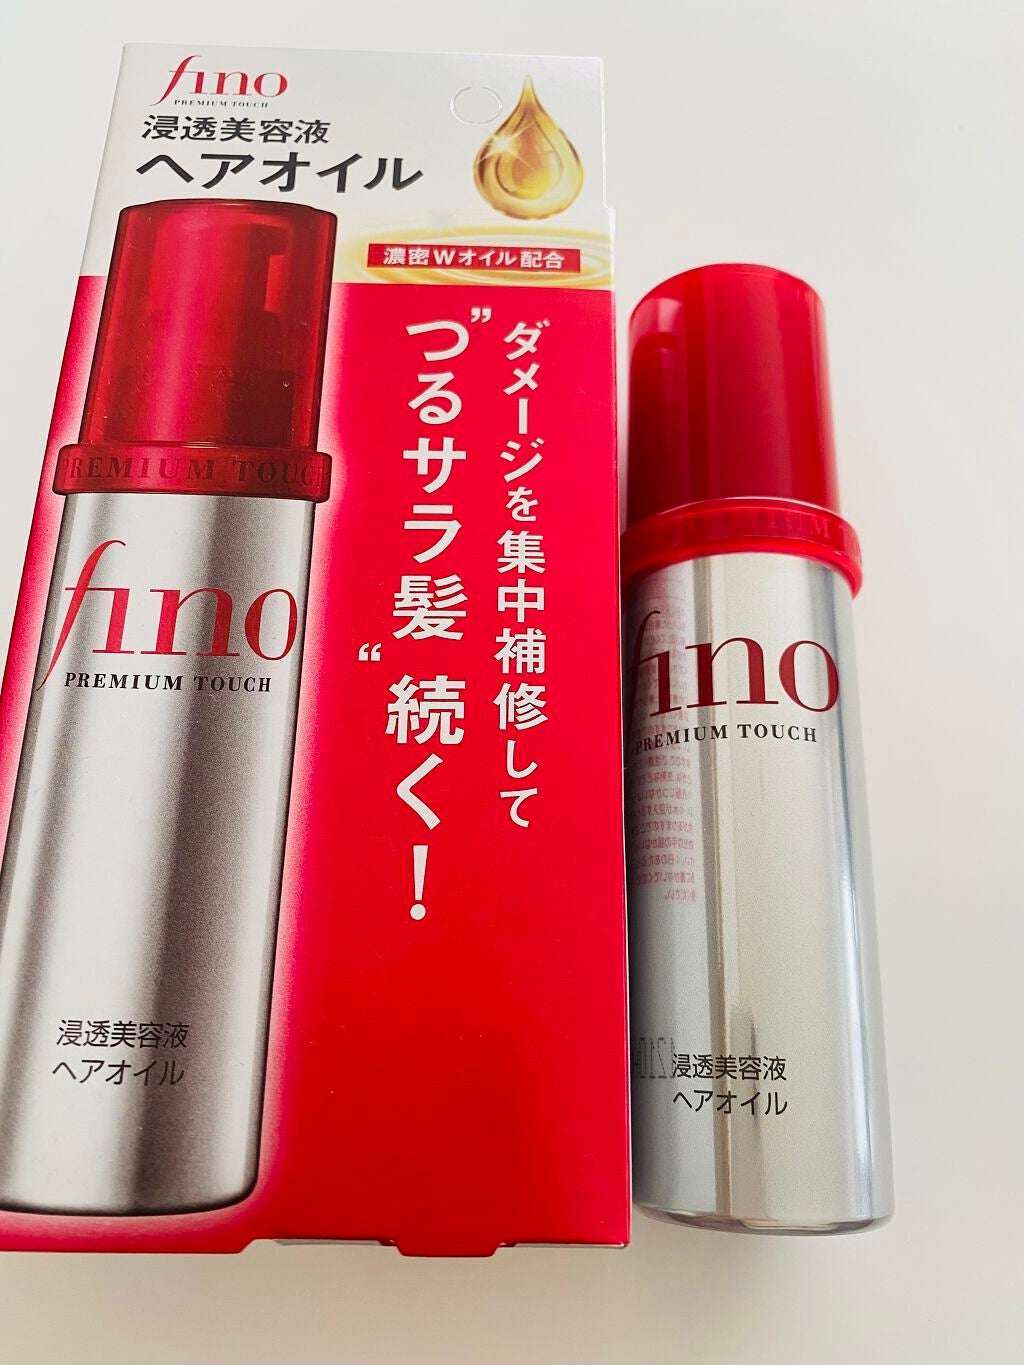 fino
PREMIUM TOUCH
浸透美容液
ヘアオイル
濃密Wオイル配合
ダメージを集中補修して
”つるサラ髪“続く！
PREMIUM TOUCH
fino
PREMIUM TOUCH
浸透美容液
ヘアオイル
fino
PREMIUM TOUCH
浸透美容液
ヘアオイル